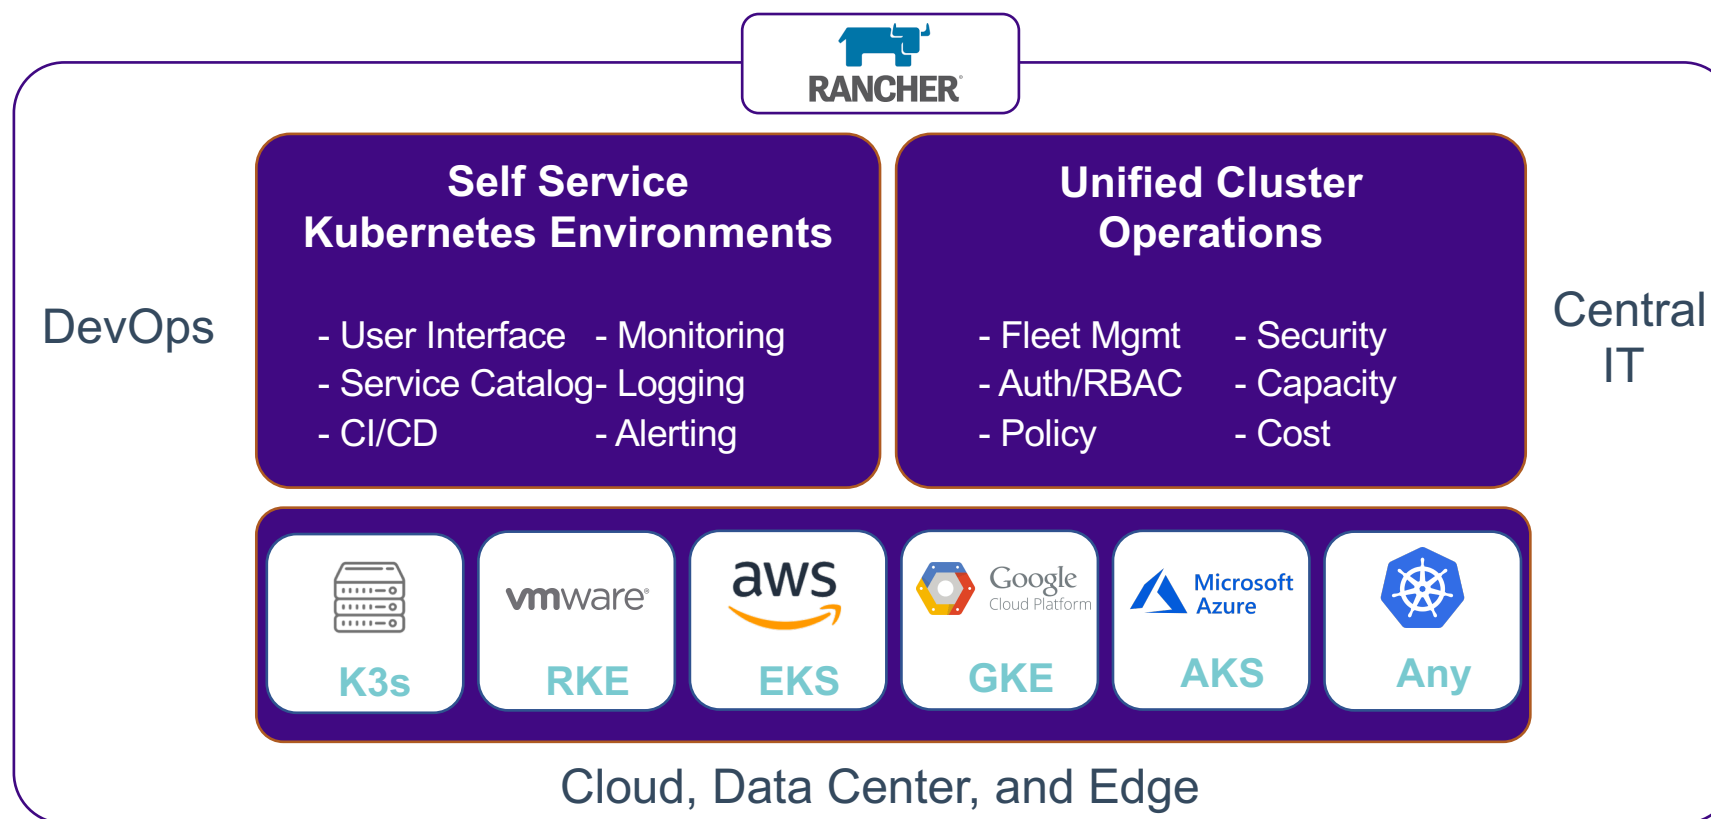 RANCHER®
Self Service
Kubernetes Environments
- User Interface - Monitoring
- Service Catalog - Logging
- CI/CD - Alerting
Unified Cluster
Operations
- Fleet Mgmt - Security
- Auth/RBAC - Capacity
- Policy - Cost
DevOps
Central
IT
K3s
vmware®
RKE
aws
EKS
Google
Cloud Platform
GKE
Microsoft
Azure
AKS
Any
Cloud, Data Center, and Edge